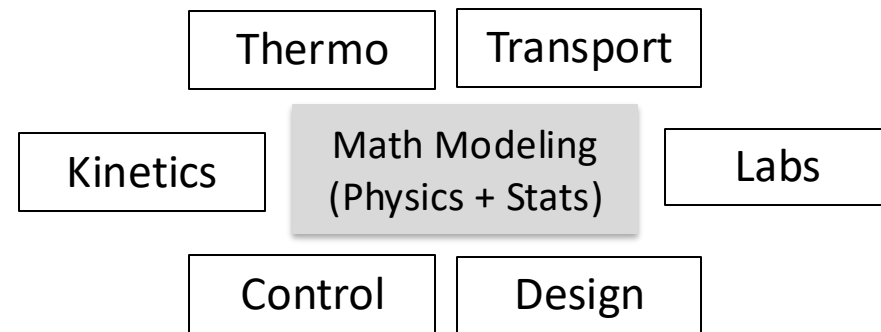 Thermo
Transport
Kinetics
Math Modeling
(Physics + Stats)
Labs
Control
Design